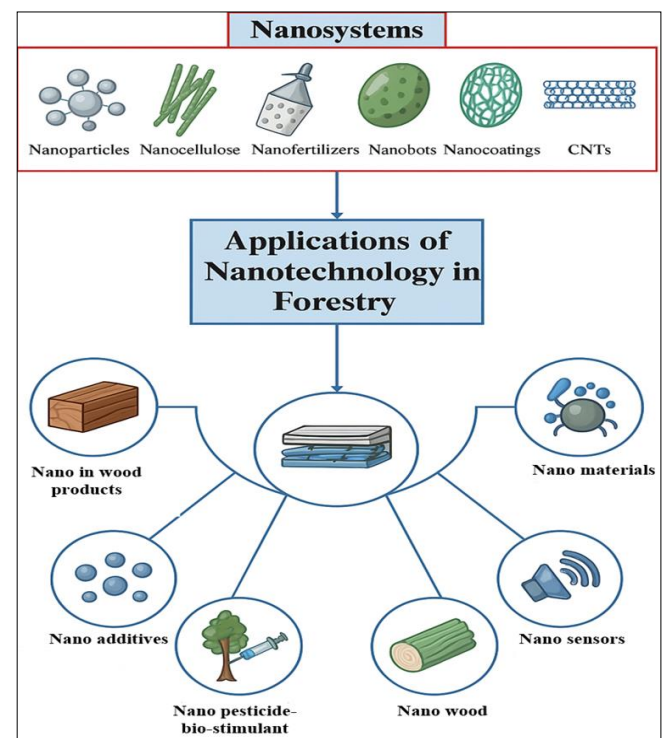 Nanosystems
Nanoparticles
Nanocellulose
Nanofertilizers
Nanobots
Nanocoatings
CNTs
Applications of
Nanotechnology in
Forestry
Nano in wood
products
Nano materials
Nano additives
Nano sensors
Nano pesticide-
bio-stimulant
Nano wood